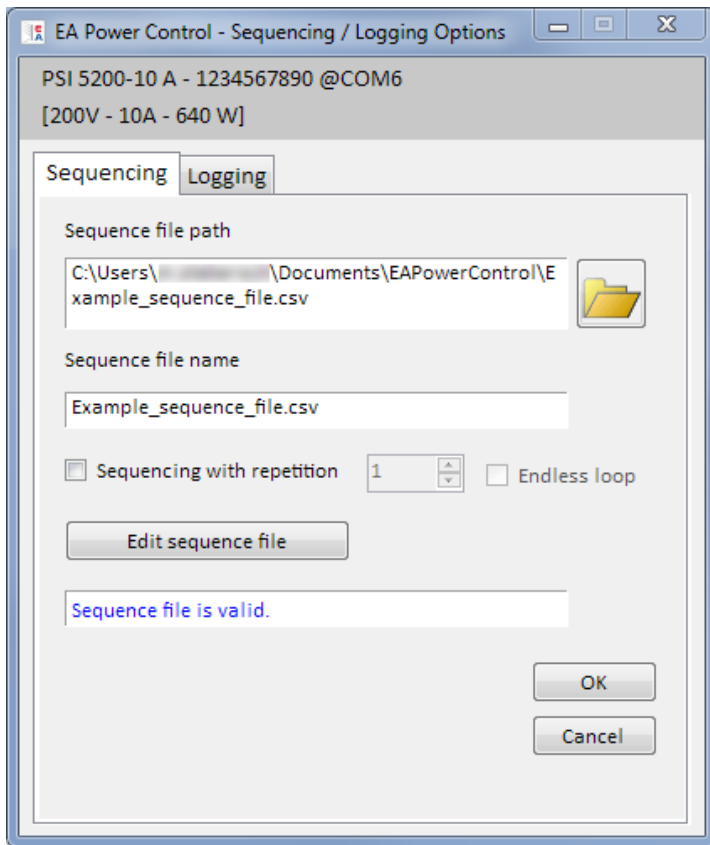 EA Power Control - Sequencing / Logging Options
PSI 5200-10 A - 1234567890 @COM6
[200V - 10A - 640 W]
Sequencing
Logging
Sequence file path
C:\Users\ \Documents\EAPowerControl\E
xample_sequence_file.csv
Sequence file name
Example_sequence_file.csv
Sequencing with repetition 1 Endless loop
Edit sequence file
Sequence file is valid.
OK
Cancel